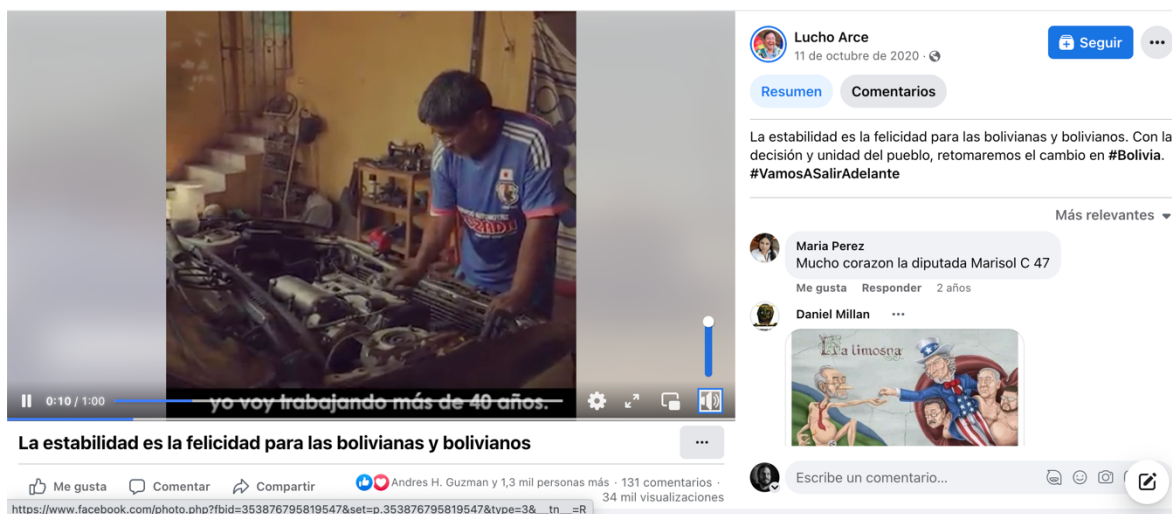 Lucho Arce
11 de octubre de 2020 ·
Seguir
Resumen
Comentarios
La estabilidad es la felicidad para las bolivianas y bolivianos. Con la
decisión y unidad del pueblo, retomaremos el cambio en #Bolivia.
#VamosASalirAdelante
Más relevantes
Maria Perez
Mucho corazon la diputada Marisol C 47
Me gusta Responder 2 años
Daniel Millan
La limosna
Escribe un comentario...
yo voy trabajando más de 40 años.
0:10 / 1:00
La estabilidad es la felicidad para las bolivianas y bolivianos
Me gusta Comentar Compartir
Andres H. Guzman y 1,3 mil personas más · 131 comentarios ·
34 mil visualizaciones
https://www.facebook.com/photo.php?fbid=353876795819547&set=p.353876795819547&type=3&__tn__=R